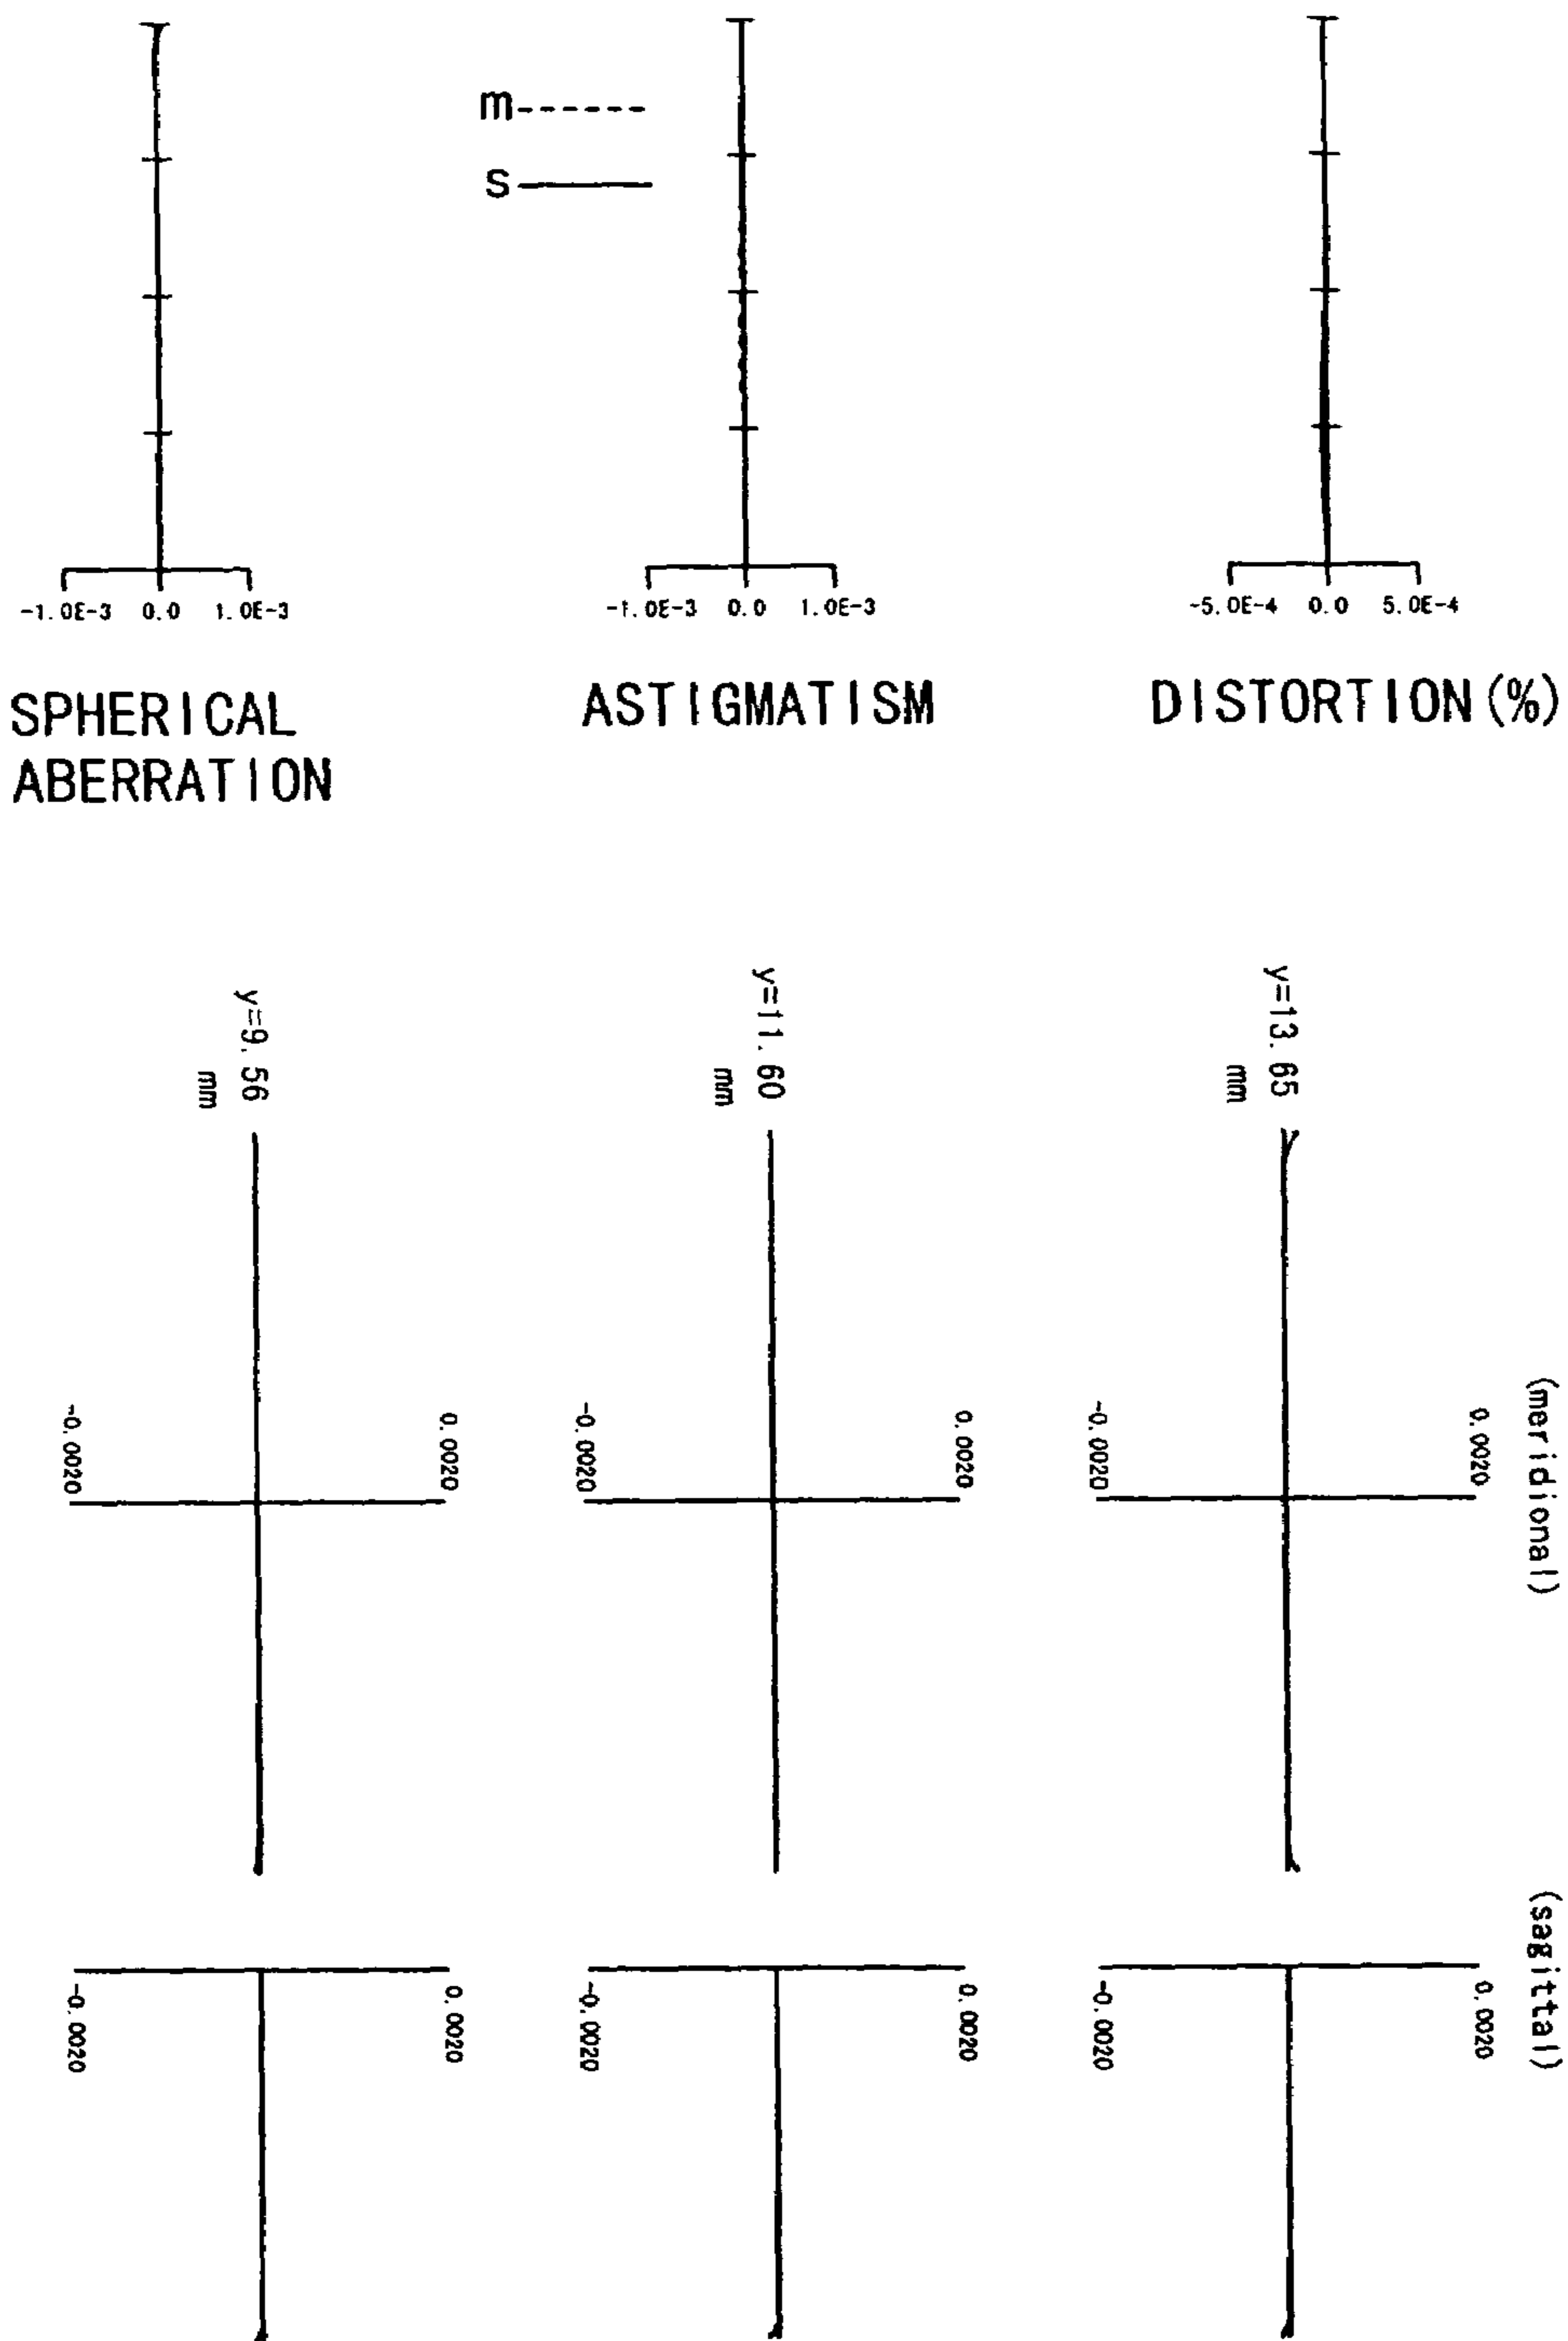 m
s
-1.0E-3 0.0 1.0E-3
-1.0E-3 0.0 1.0E-3
-5.0E-4 0.0 5.0E-4
SPHERICAL
ABERRATION
ASTIGMATISM
DISTORTION(%)
y=9.56
mm
y=11.60
mm
y=13.65
mm
-0.0020
0.0020
-0.0020
0.0020
-0.0020
0.0020
(meridional)
-0.0020
0.0020
-0.0020
0.0020
-0.0020
0.0020
(sagittal)